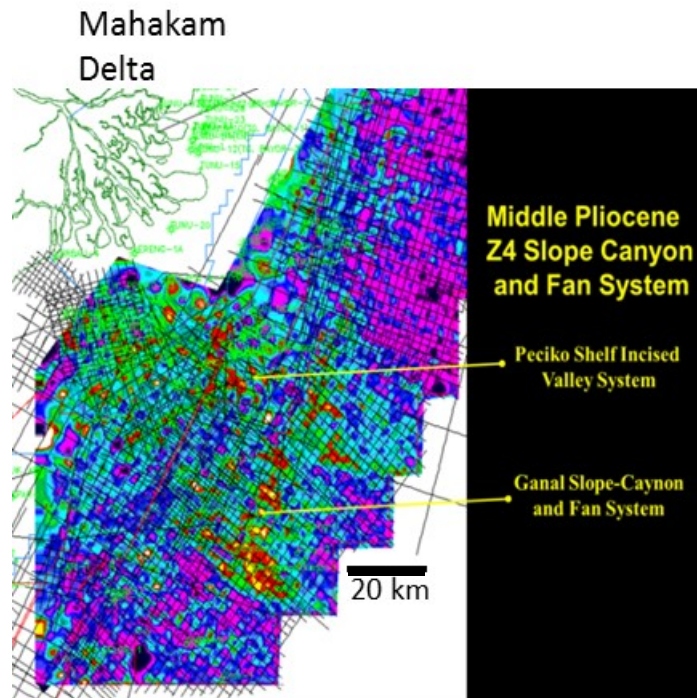 Mahakam
Delta
Middle Pliocene
Z4 Slope Canyon
and Fan System
Peciko Shelf Incised
Valley System
Ganal Slope-Caynon
and Fan System
20 km